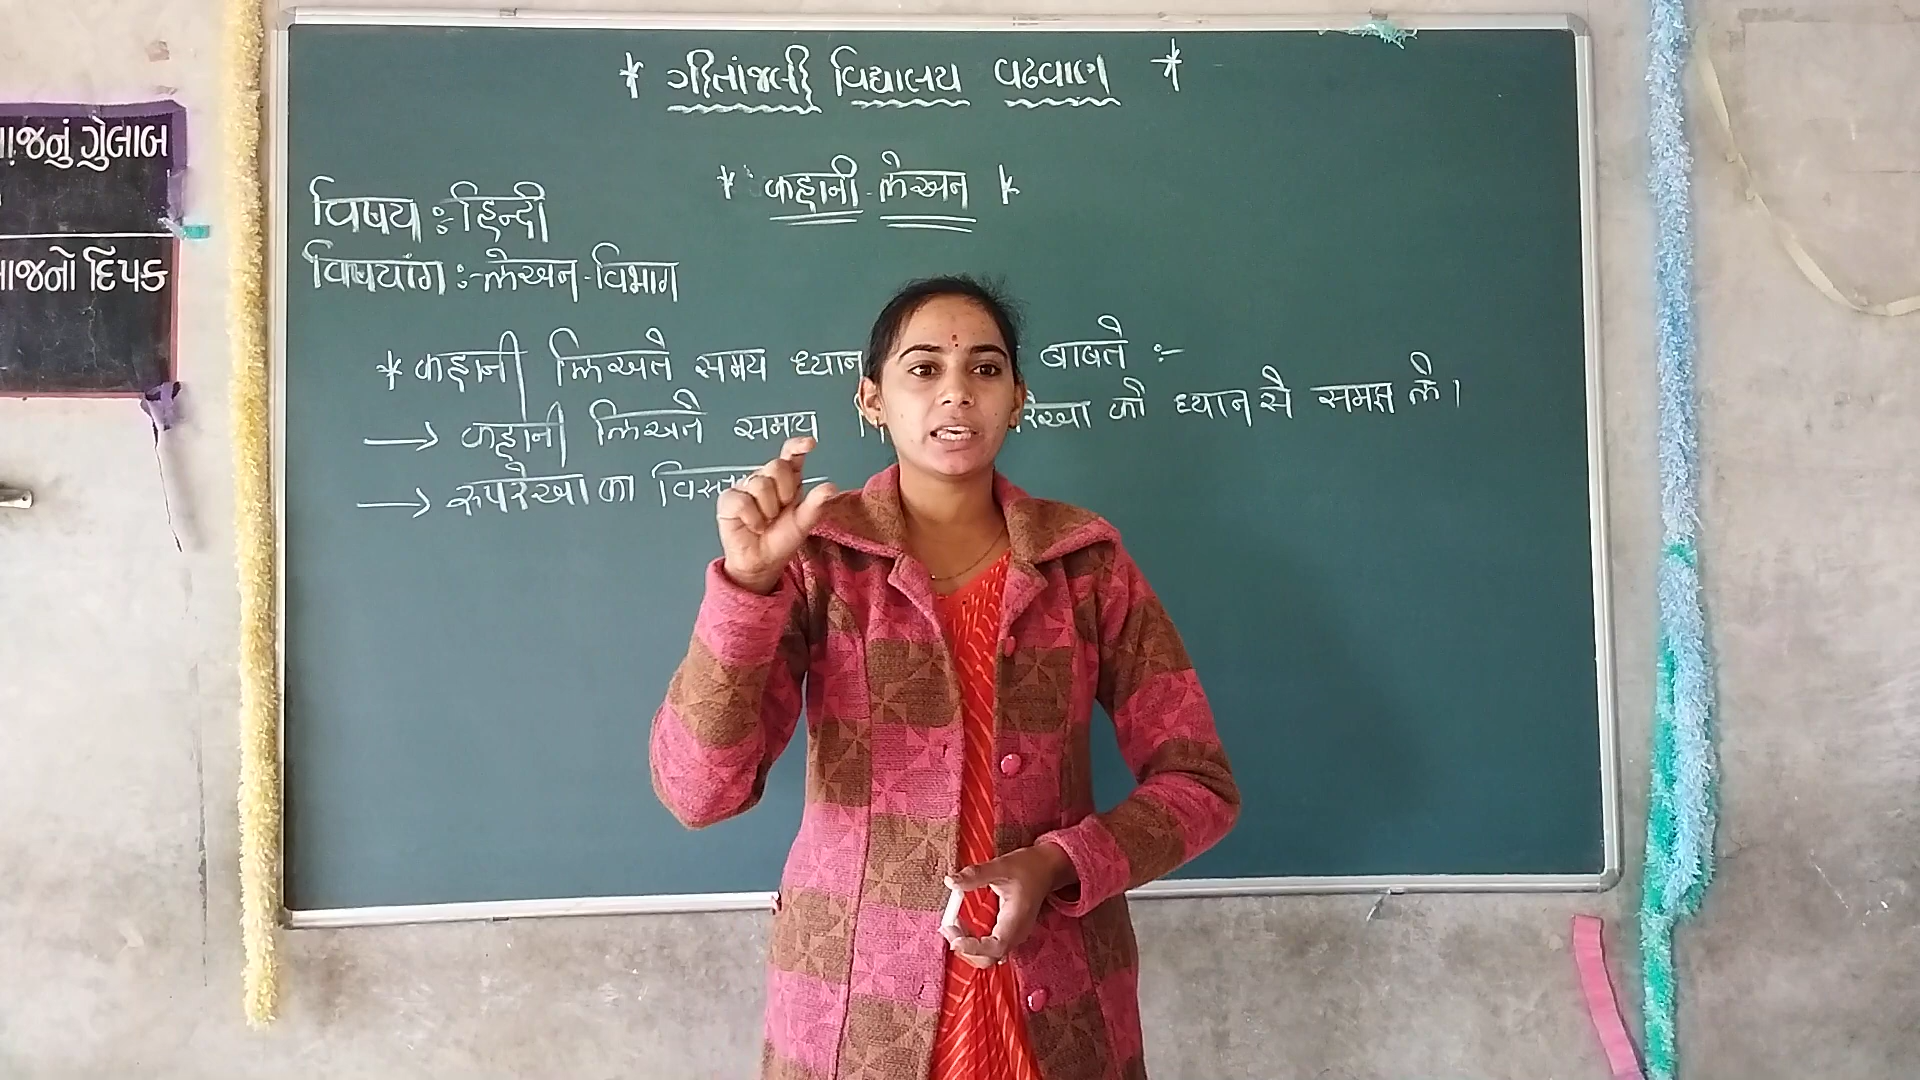 * ગીતાંજલી વિદ્યાલય વઢવાણ *
* कहानी-लेखन *
विषय :- हिन्दी
विषयांग :- लेखन-विभाग
* कहानी लिखते समय ध्यान बाबते :-
→ कहानी लिखते समय को ध्यान से समझ ले।
→ रुपरेखा का
જનું ગુલાબ
જનો દિપક